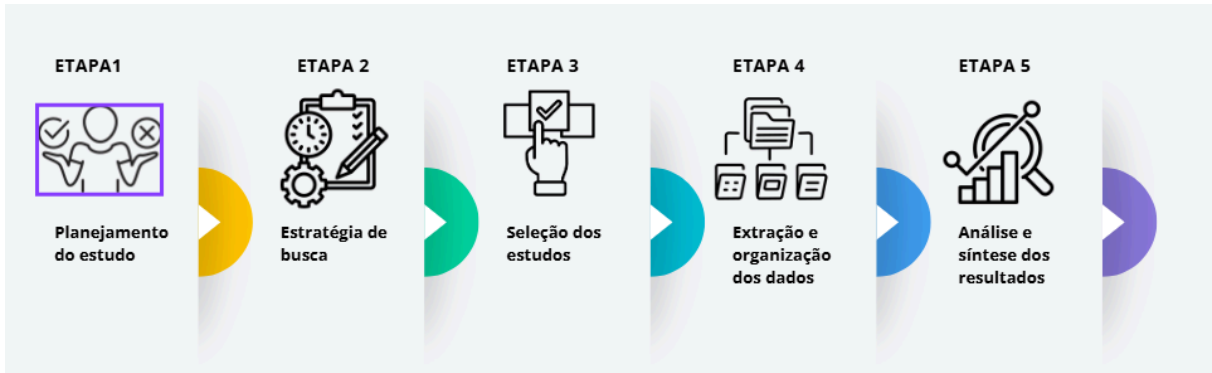 ETAPA1
Planejamento
do estudo
ETAPA 2
Estratégia de
busca
ETAPA 3
Seleção dos
estudos
ETAPA 4
Extração e
organização
dos dados
ETAPA 5
Análise e
síntese dos
resultados